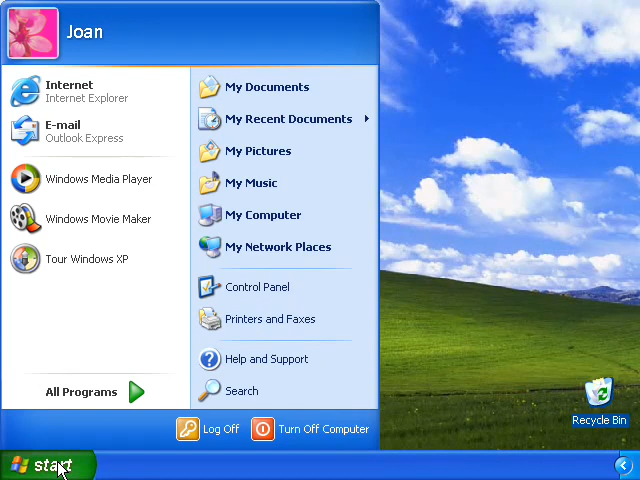 Joan
Internet
Internet Explorer
E-mail
Outlook Express
Windows Media Player
Windows Movie Maker
Tour Windows XP
All Programs
My Documents
My Recent Documents
My Pictures
My Music
My Computer
My Network Places
Control Panel
Printers and Faxes
Help and Support
Search
Log Off
Turn Off Computer
Recycle Bin
start